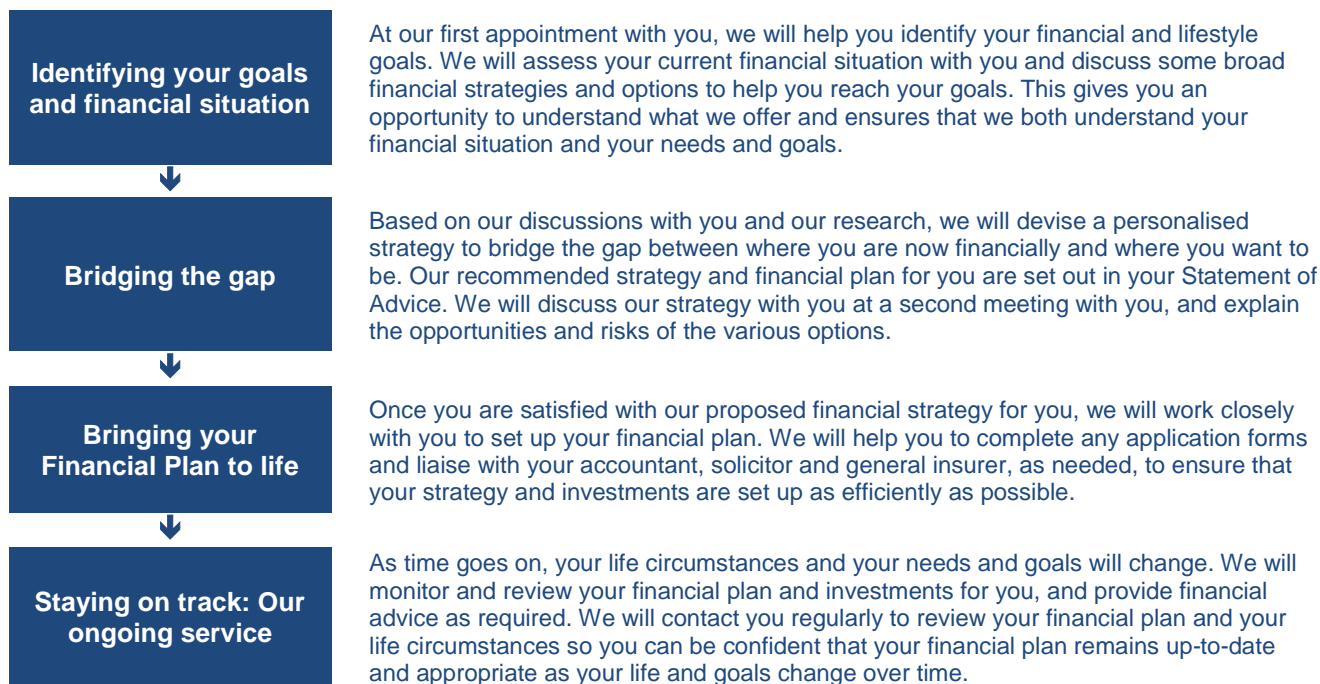 Identifying your goals
and financial situation
At our first appointment with you, we will help you identify your financial and lifestyle
goals. We will assess your current financial situation with you and discuss some broad
financial strategies and options to help you reach your goals. This gives you an
opportunity to understand what we offer and ensures that we both understand your
financial situation and your needs and goals.
Bridging the gap
Based on our discussions with you and our research, we will devise a personalised
strategy to bridge the gap between where you are now financially and where you want to
be. Our recommended strategy and financial plan for you are set out in your Statement of
Advice. We will discuss our strategy with you at a second meeting with you, and explain
the opportunities and risks of the various options.
Bringing your
Financial Plan to life
Once you are satisfied with our proposed financial strategy for you, we will work closely
with you to set up your financial plan. We will help you to complete any application forms
and liaise with your accountant, solicitor and general insurer, as needed, to ensure that
your strategy and investments are set up as efficiently as possible.
Staying on track: Our
ongoing service
As time goes on, your life circumstances and your needs and goals will change. We will
monitor and review your financial plan and investments for you, and provide financial
advice as required. We will contact you regularly to review your financial plan and your
life circumstances so you can be confident that your financial plan remains up-to-date
and appropriate as your life and goals change over time.